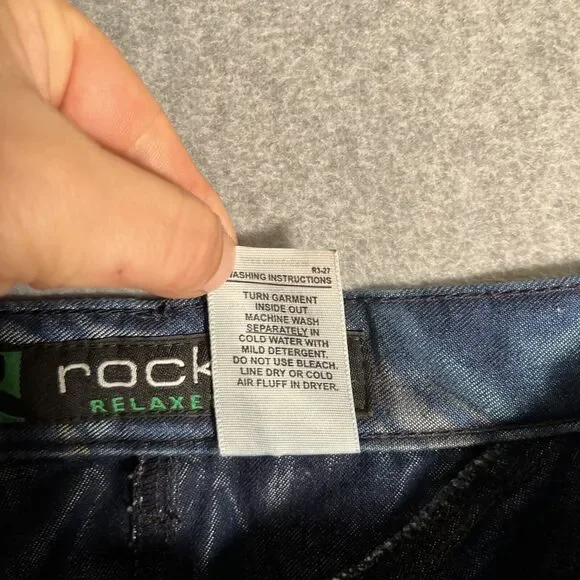 R3-27
WASHING INSTRUCTIONS
TURN GARMENT
INSIDE OUT
MACHINE WASH
SEPARATELY IN
COLD WATER WITH
MILD DETERGENT.
DO NOT USE BLEACH.
LINE DRY OR COLD
AIR FLUFF IN DRYER.
rock
RELAXE